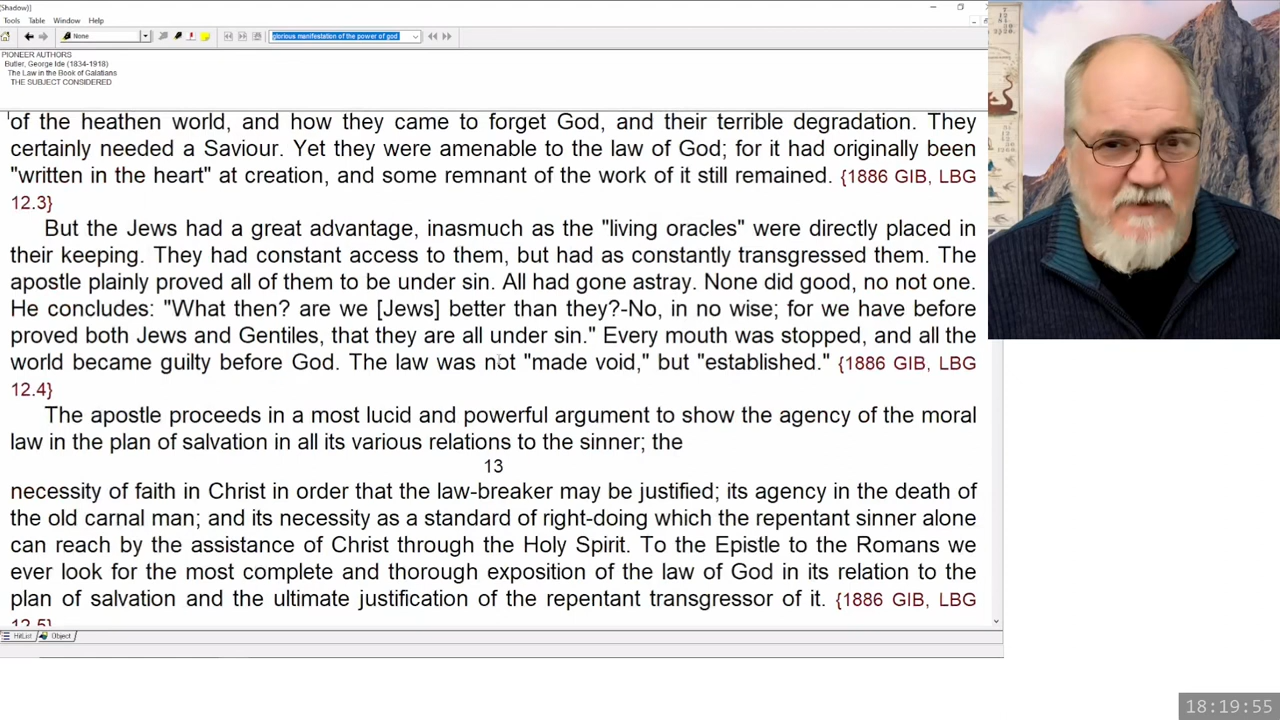 [Shadow)]
Tools Table Window Help
None
glorious manifestation of the power of god
PIONEER AUTHORS
Butler, George Ide (1834-1918)
The Law in the Book of Galatians
THE SUBJECT CONSIDERED
of the heathen world, and how they came to forget God, and their terrible degradation. They
certainly needed a Saviour. Yet they were amenable to the law of God; for it had originally been
"written in the heart" at creation, and some remnant of the work of it still remained. {1886 GIB, LBG
12.3}
But the Jews had a great advantage, inasmuch as the "living oracles" were directly placed in
their keeping. They had constant access to them, but had as constantly transgressed them. The
apostle plainly proved all of them to be under sin. All had gone astray. None did good, no not one.
He concludes: "What then? are we [Jews] better than they?-No, in no wise; for we have before
proved both Jews and Gentiles, that they are all under sin." Every mouth was stopped, and all the
world became guilty before God. The law was not "made void," but "established." {1886 GIB, LBG
12.4}
The apostle proceeds in a most lucid and powerful argument to show the agency of the moral
law in the plan of salvation in all its various relations to the sinner; the
13
necessity of faith in Christ in order that the law-breaker may be justified; its agency in the death of
the old carnal man; and its necessity as a standard of right-doing which the repentant sinner alone
can reach by the assistance of Christ through the Holy Spirit. To the Epistle to the Romans we
ever look for the most complete and thorough exposition of the law of God in its relation to the
plan of salvation and the ultimate justification of the repentant transgressor of it. {1886 GIB, LBG
12.5}
HitList Object
18:19:55